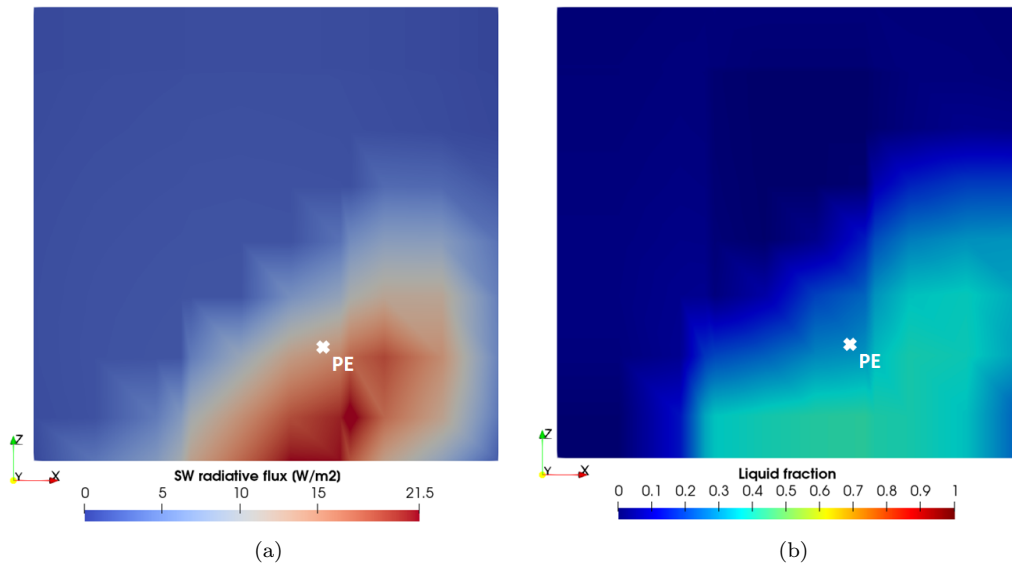 PE
PE
Z
Y X
SW radiative flux (W/m2)
0 5 10 15 21.5
Z
Y X
Liquid fraction
0 0.1 0.2 0.3 0.4 0.5 0.6 0.7 0.8 0.9 1
(a)
(b)